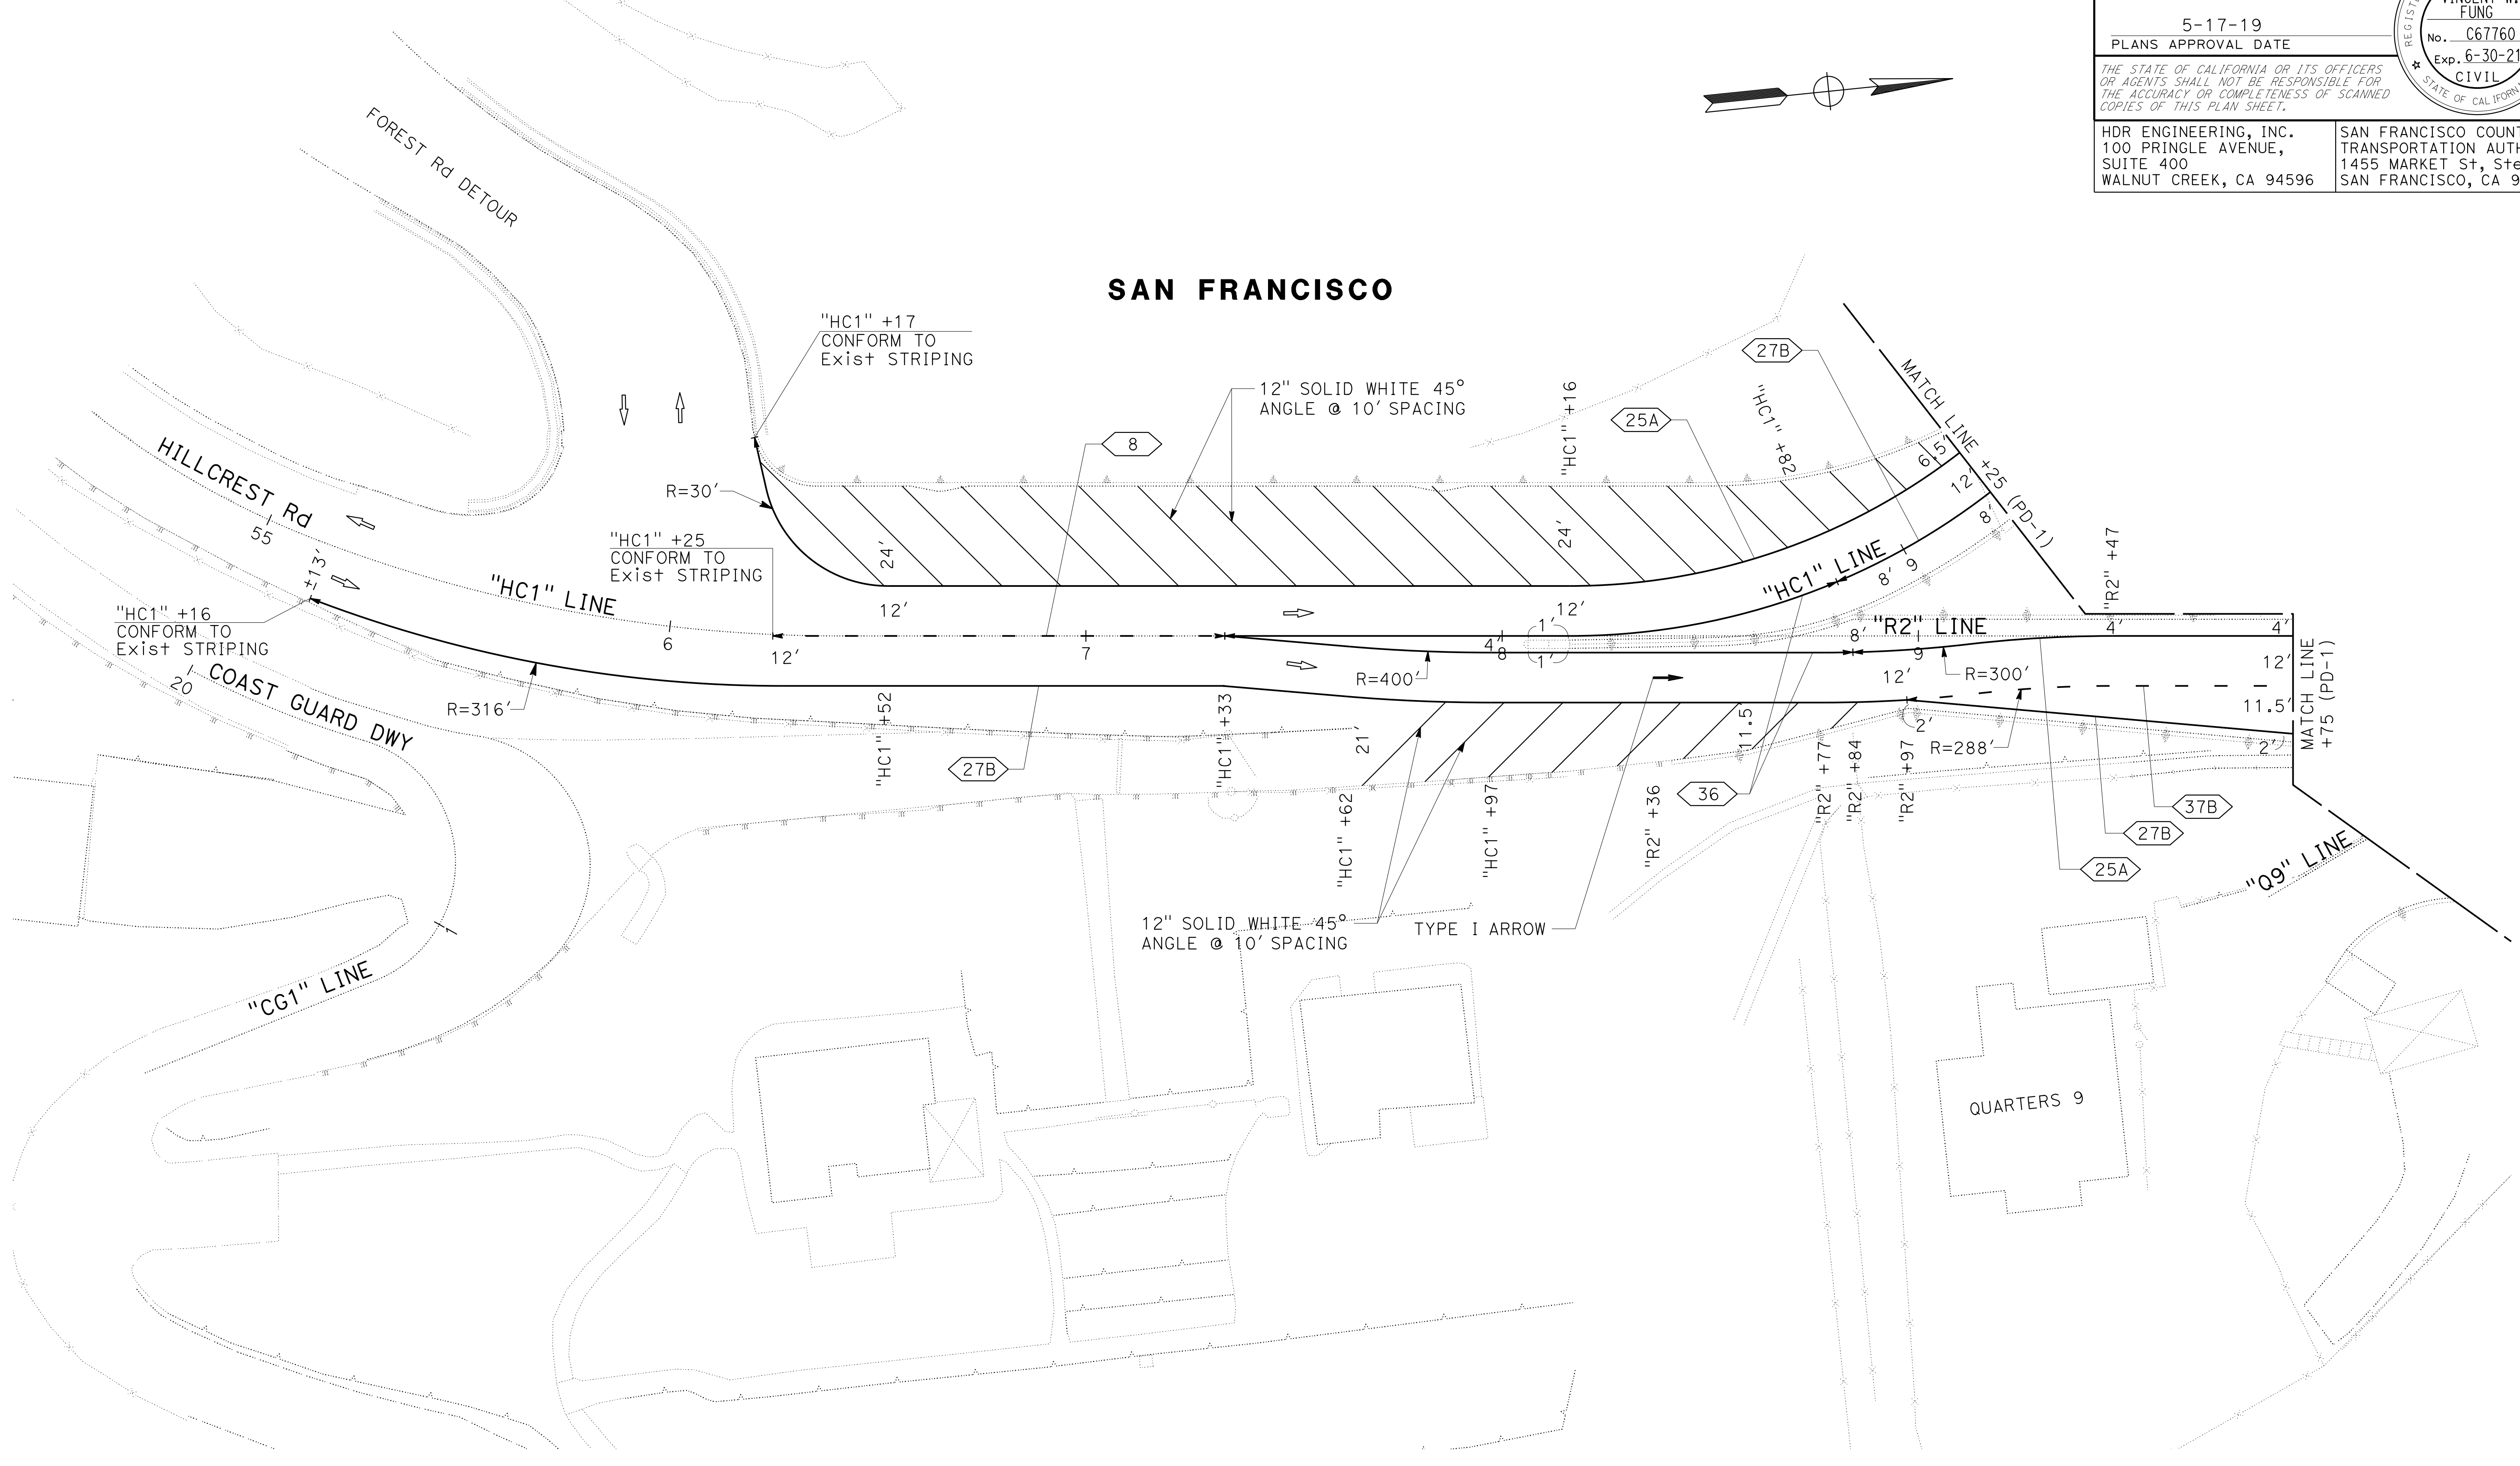 5-17-19
PLANS APPROVAL DATE
FUNG
No. C67760
Exp. 6-30-21
CIVIL
STATE OF
THE STATE OF CALIFORNIA OR ITS OFFICERS
OR AGENTS SHALL NOT BE RESPONSIBLE FOR
THE ACCURACY OR COMPLETENESS OF SCANNED
COPIES OF THIS PLAN SHEET.
HDR ENGINEERING, INC.
100 PRINGLE AVENUE,
SUITE 400
WALNUT CREEK, CA 94596
SAN FRANCISCO COUNT
TRANSPORTATION AUTH
1455 MARKET St, Ste
SAN FRANCISCO, CA 9
FOREST Rd DETOUR
SAN FRANCISCO
"HC1" +17
CONFORM TO
Exist STRIPING
27B
MATCH LINE +25 (PD-1)
12" SOLID WHITE 45°
ANGLE @ 10' SPACING
"HC1" +16
"HC1" +82
25A
8
6.5'
12'
8'
HILLCREST Rd
55
R=30'
"HC1" +25
CONFORM TO
Exist STRIPING
24'
24'
±13'
"HC1" LINE
"HC1" LINE
8'
9
"R2" +47
"HC1" +16
CONFORM TO
Exist STRIPING
6
12'
12'
7
12'
1'
4'
8
1'
"R2" LINE
8'
9
4'
4'
20
COAST GUARD DWY
R=316'
R=400'
12'
R=300'
12'
11.5'
MATCH LINE
+75 (PD-1)
"HC1" +52
"HC1" +33
21'
11.5'
2'
R=288'
2'
27B
"HC1" +62
"HC1" +97
"R2" +36
36
"R2" +77
"R2" +84
"R2" +97
37B
27B
25A
"Q9" LINE
12" SOLID WHITE 45°
ANGLE @ 10' SPACING
TYPE I ARROW
1
"CG1" LINE
QUARTERS 9